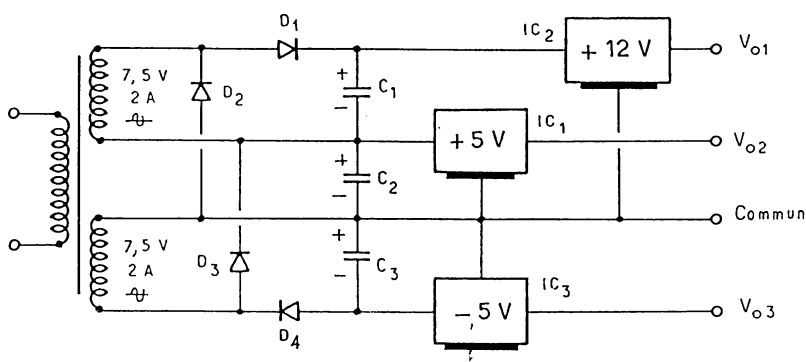 D1
IC2
+ 12 V
Vo1
7,5 V
2 A
D2
+
C1
–
+ 5 V
IC1
Vo2
+
C2
–
Commun
7,5 V
2 A
D3
+
C3
–
IC3
– 5 V
Vo3
D4